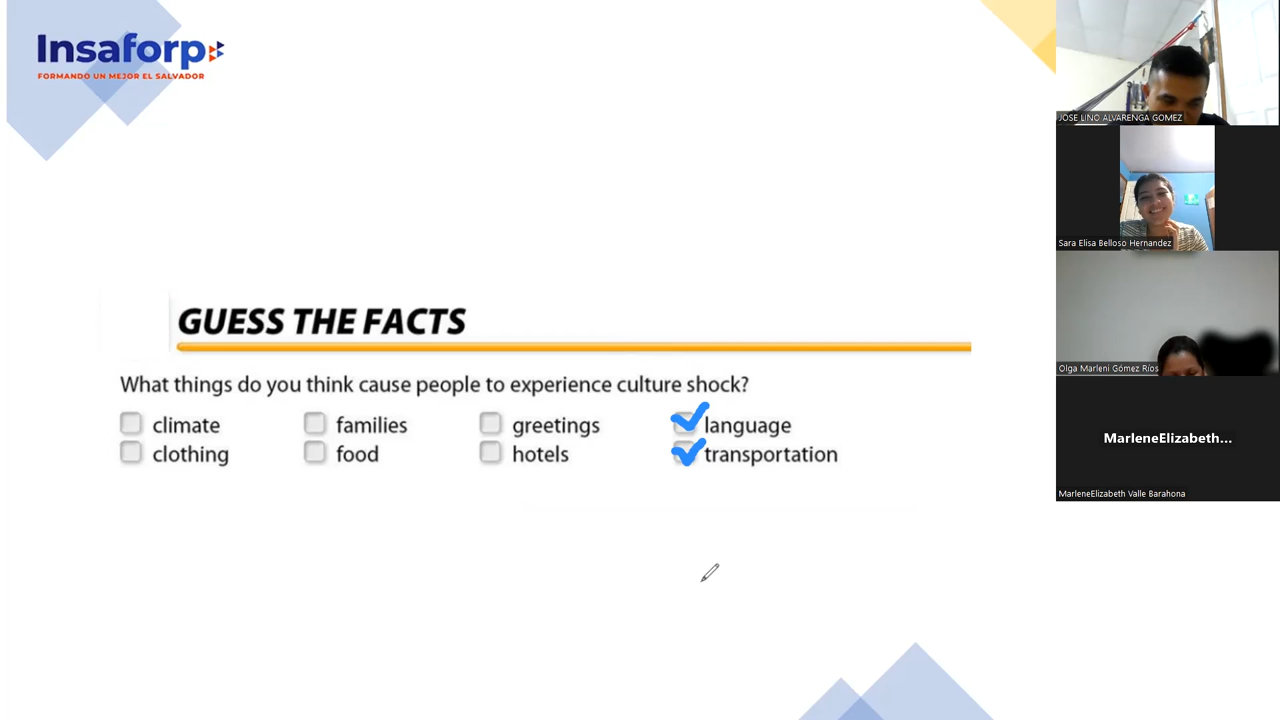 Insaforp
FORMANDO UN MEJOR EL SALVADOR
GUESS THE FACTS
What things do you think cause people to experience culture shock?
climate families greetings language
clothing food hotels transportation
JOSE LINO ALVARENGA GOMEZ
Sara Elisa Belloso Hernandez
Olga Marleni Gómez Ríos
MarleneElizabeth...
MarleneElizabeth Valle Barahona